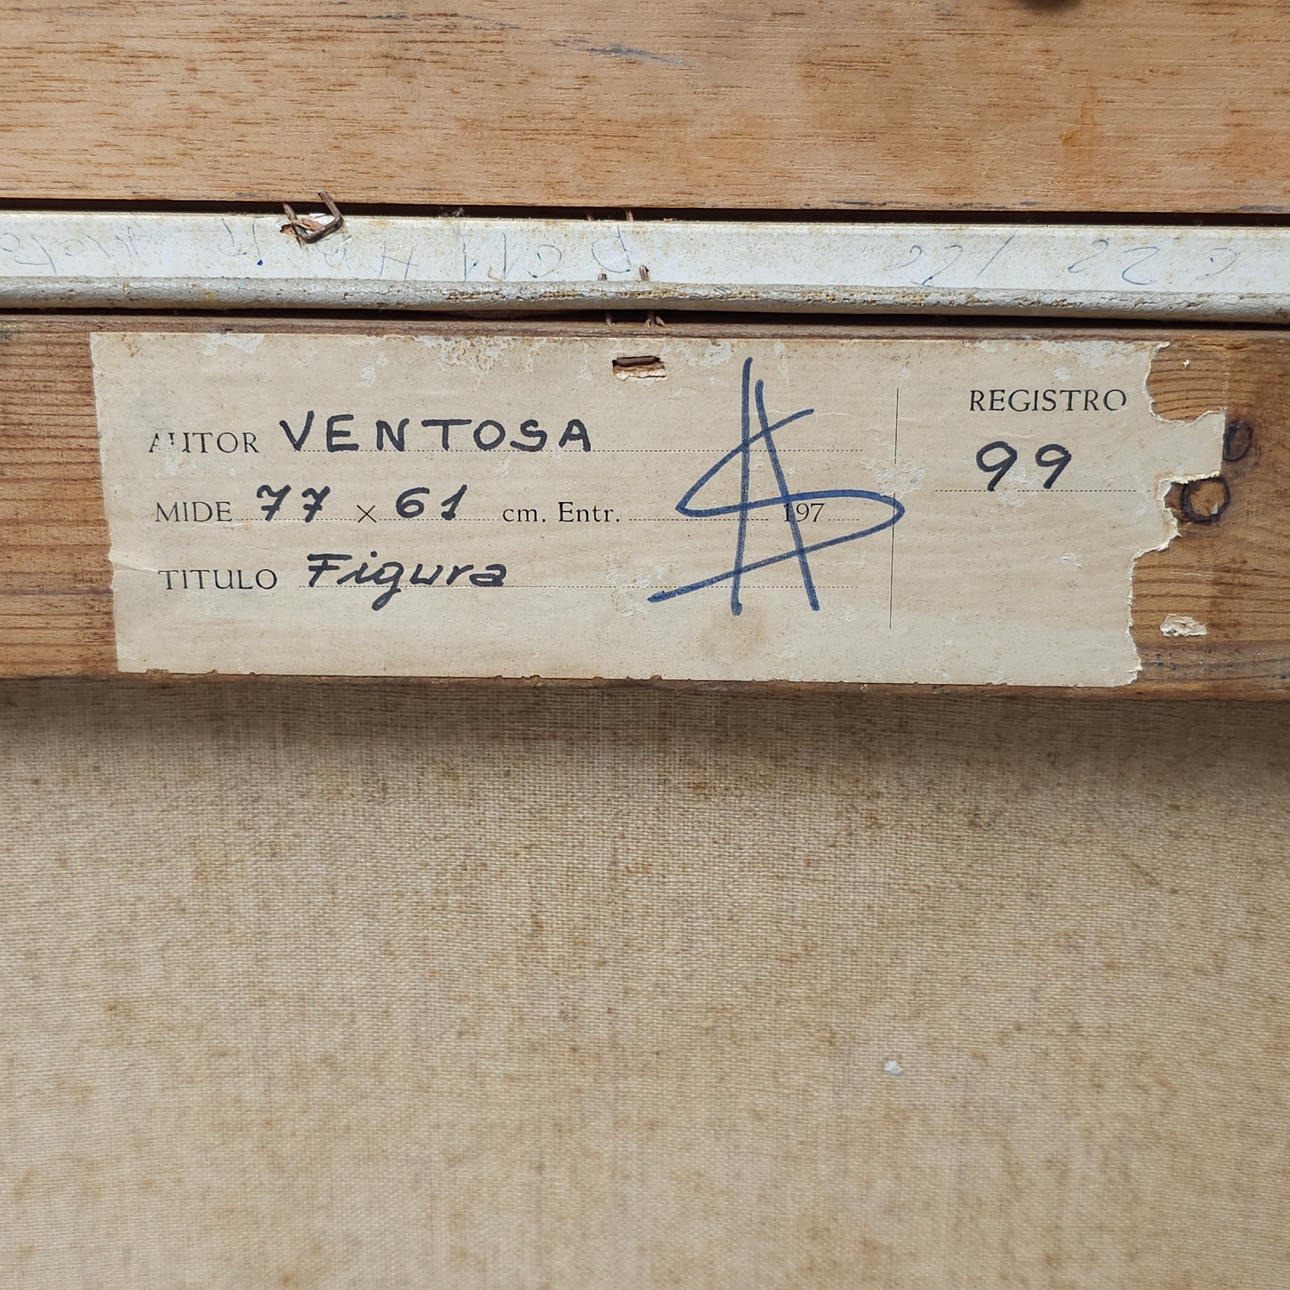 AUTOR VENTOSA
MIDE 77 × 61 cm. Entr. 197
TITULO Figura
REGISTRO
99